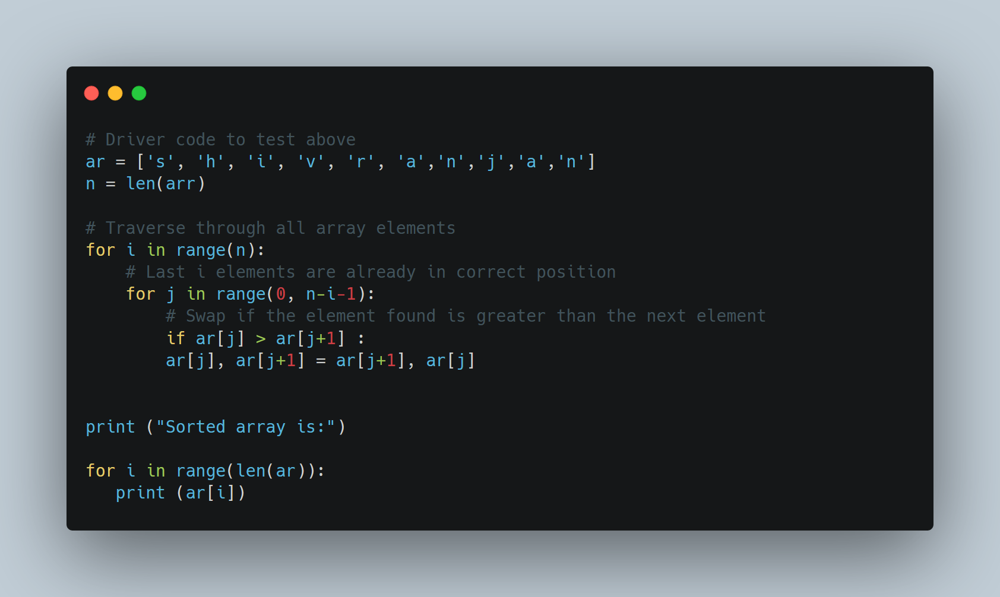 # Driver code to test above
ar = ['s', 'h', 'i', 'v', 'r', 'a','n','j','a','n']
n = len(arr)
# Traverse through all array elements
for i in range(n):
    # Last i elements are already in correct position
    for j in range(0, n-i-1):
        # Swap if the element found is greater than the next element
        if ar[j] > ar[j+1] :
        ar[j], ar[j+1] = ar[j+1], ar[j]
print ("Sorted array is:")
for i in range(len(ar)):
   print (ar[i])